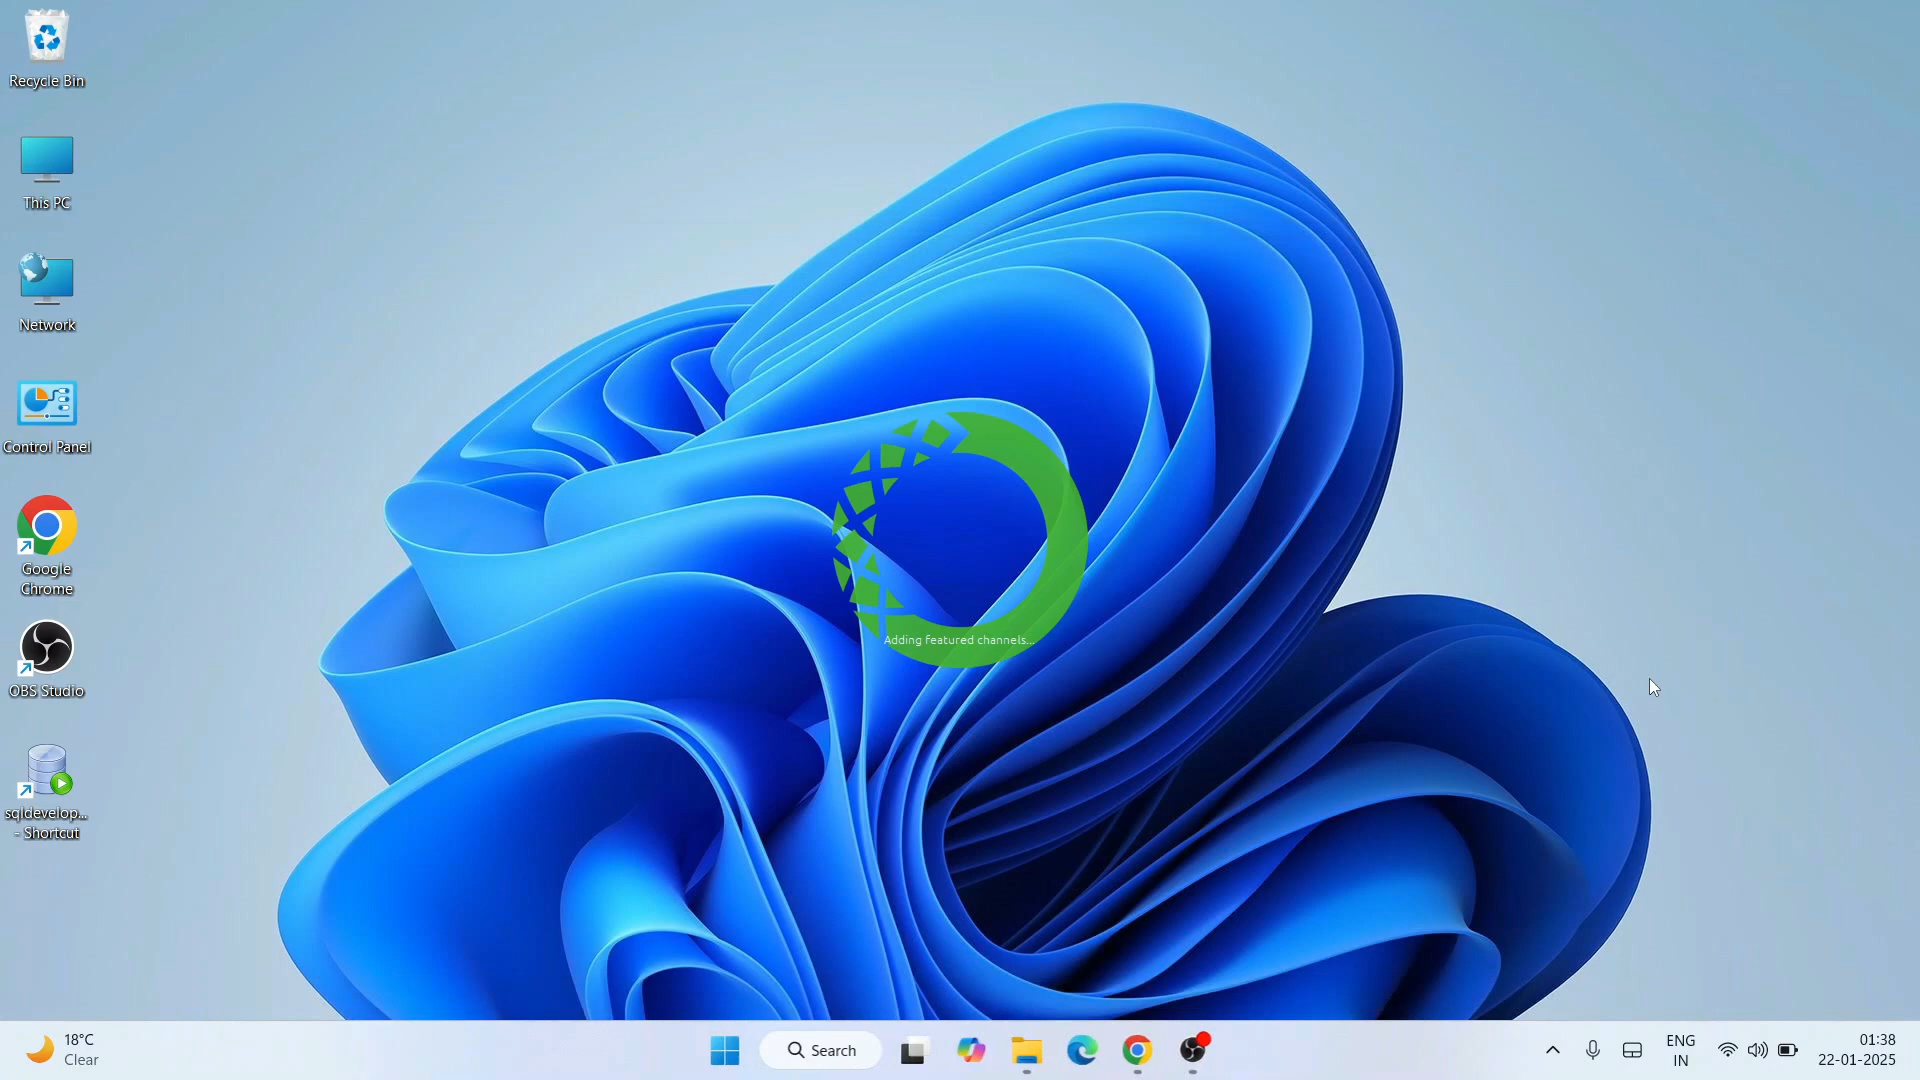 Recycle Bin
This PC
Network
Control Panel
Google
Chrome
OBS Studio
sqldevelop...
- Shortcut
Adding featured channels...
18°C
Clear
Search
ENG
IN
01:38
22-01-2025